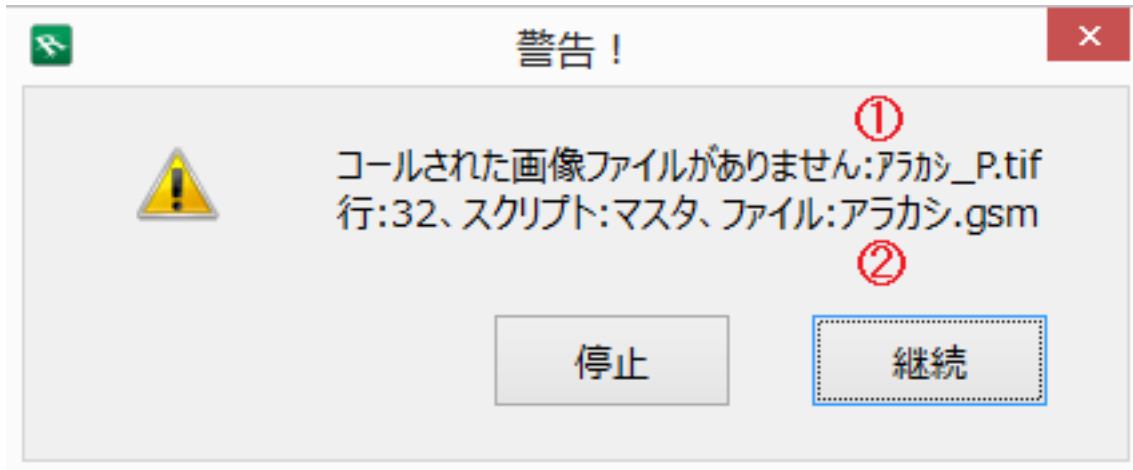 警告！
①
コールされた画像ファイルがありません:ｱﾗｶｼ_P.tif
行:32、スクリプト:マスタ、ファイル:アラカシ.gsm
②
停止
継続